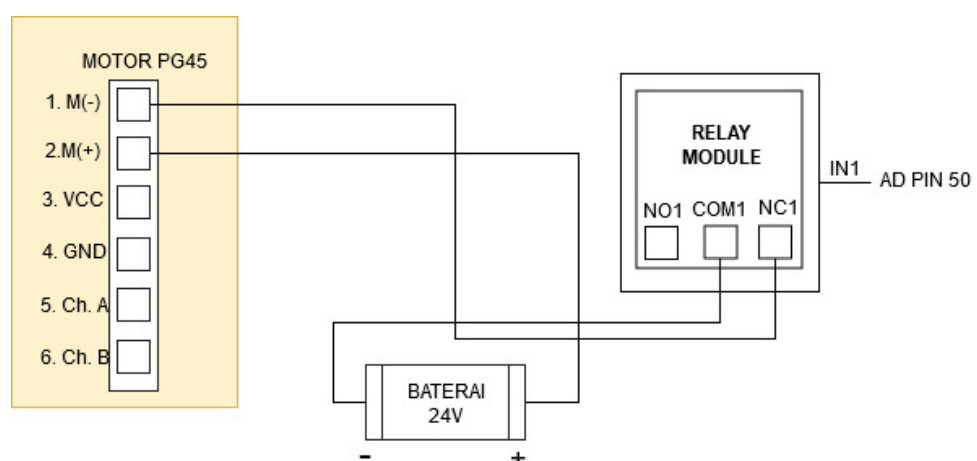 MOTOR PG45
1. M(-)
2.M(+)
3. VCC
4. GND
5. Ch. A
6. Ch. B
RELAY
MODULE
NO1 COM1 NC1
IN1
AD PIN 50
BATERAI
24V
- +